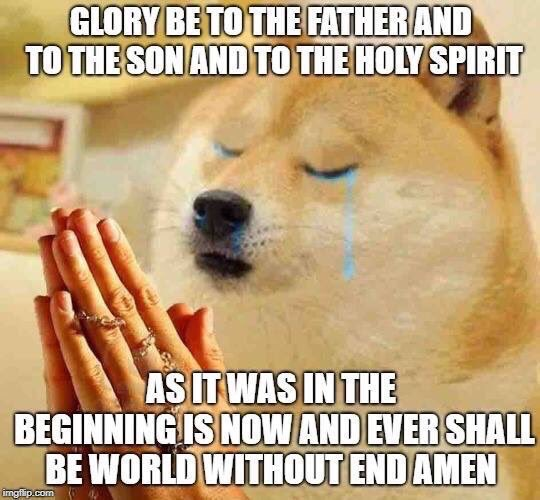 GLORY BE TO THE FATHER AND
TO THE SON AND TO THE HOLY SPIRIT
AS IT WAS IN THE
BEGINNING IS NOW AND EVER SHALL
BE WORLD WITHOUT END AMEN
imgflip.com